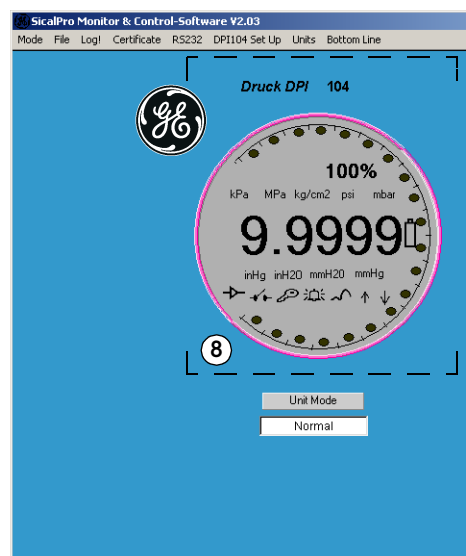 SicalPro Monitor & Control-Software V2.03
Mode File Log! Certificate RS232 DPI104 Set Up Units Bottom Line
Druck DPI 104
GE
100%
kPa MPa kg/cm2 psi mbar
9.9999
inHg inH20 mmH20 mmHg
8
Unit Mode
Normal